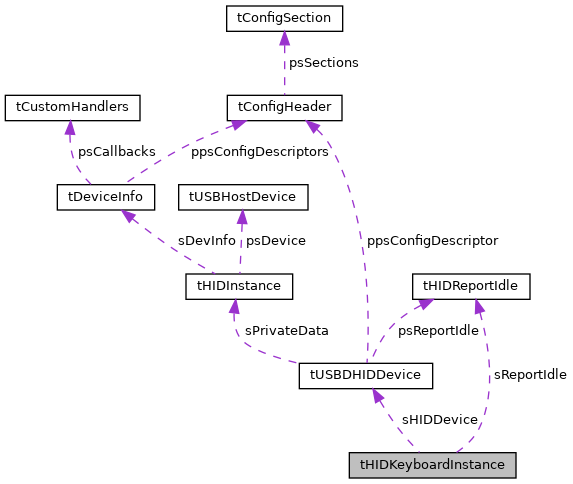 tConfigSection
psSections
tCustomHandlers
tConfigHeader
psCallbacks
ppsConfigDescriptors
tDeviceInfo
tUSBHostDevice
sDevInfo
psDevice
ppsConfigDescriptor
tHIDInstance
tHIDReportIdle
sPrivateData
psReportIdle
tUSBDHIDDevice
sReportIdle
sHIDDevice
tHIDKeyboardInstance